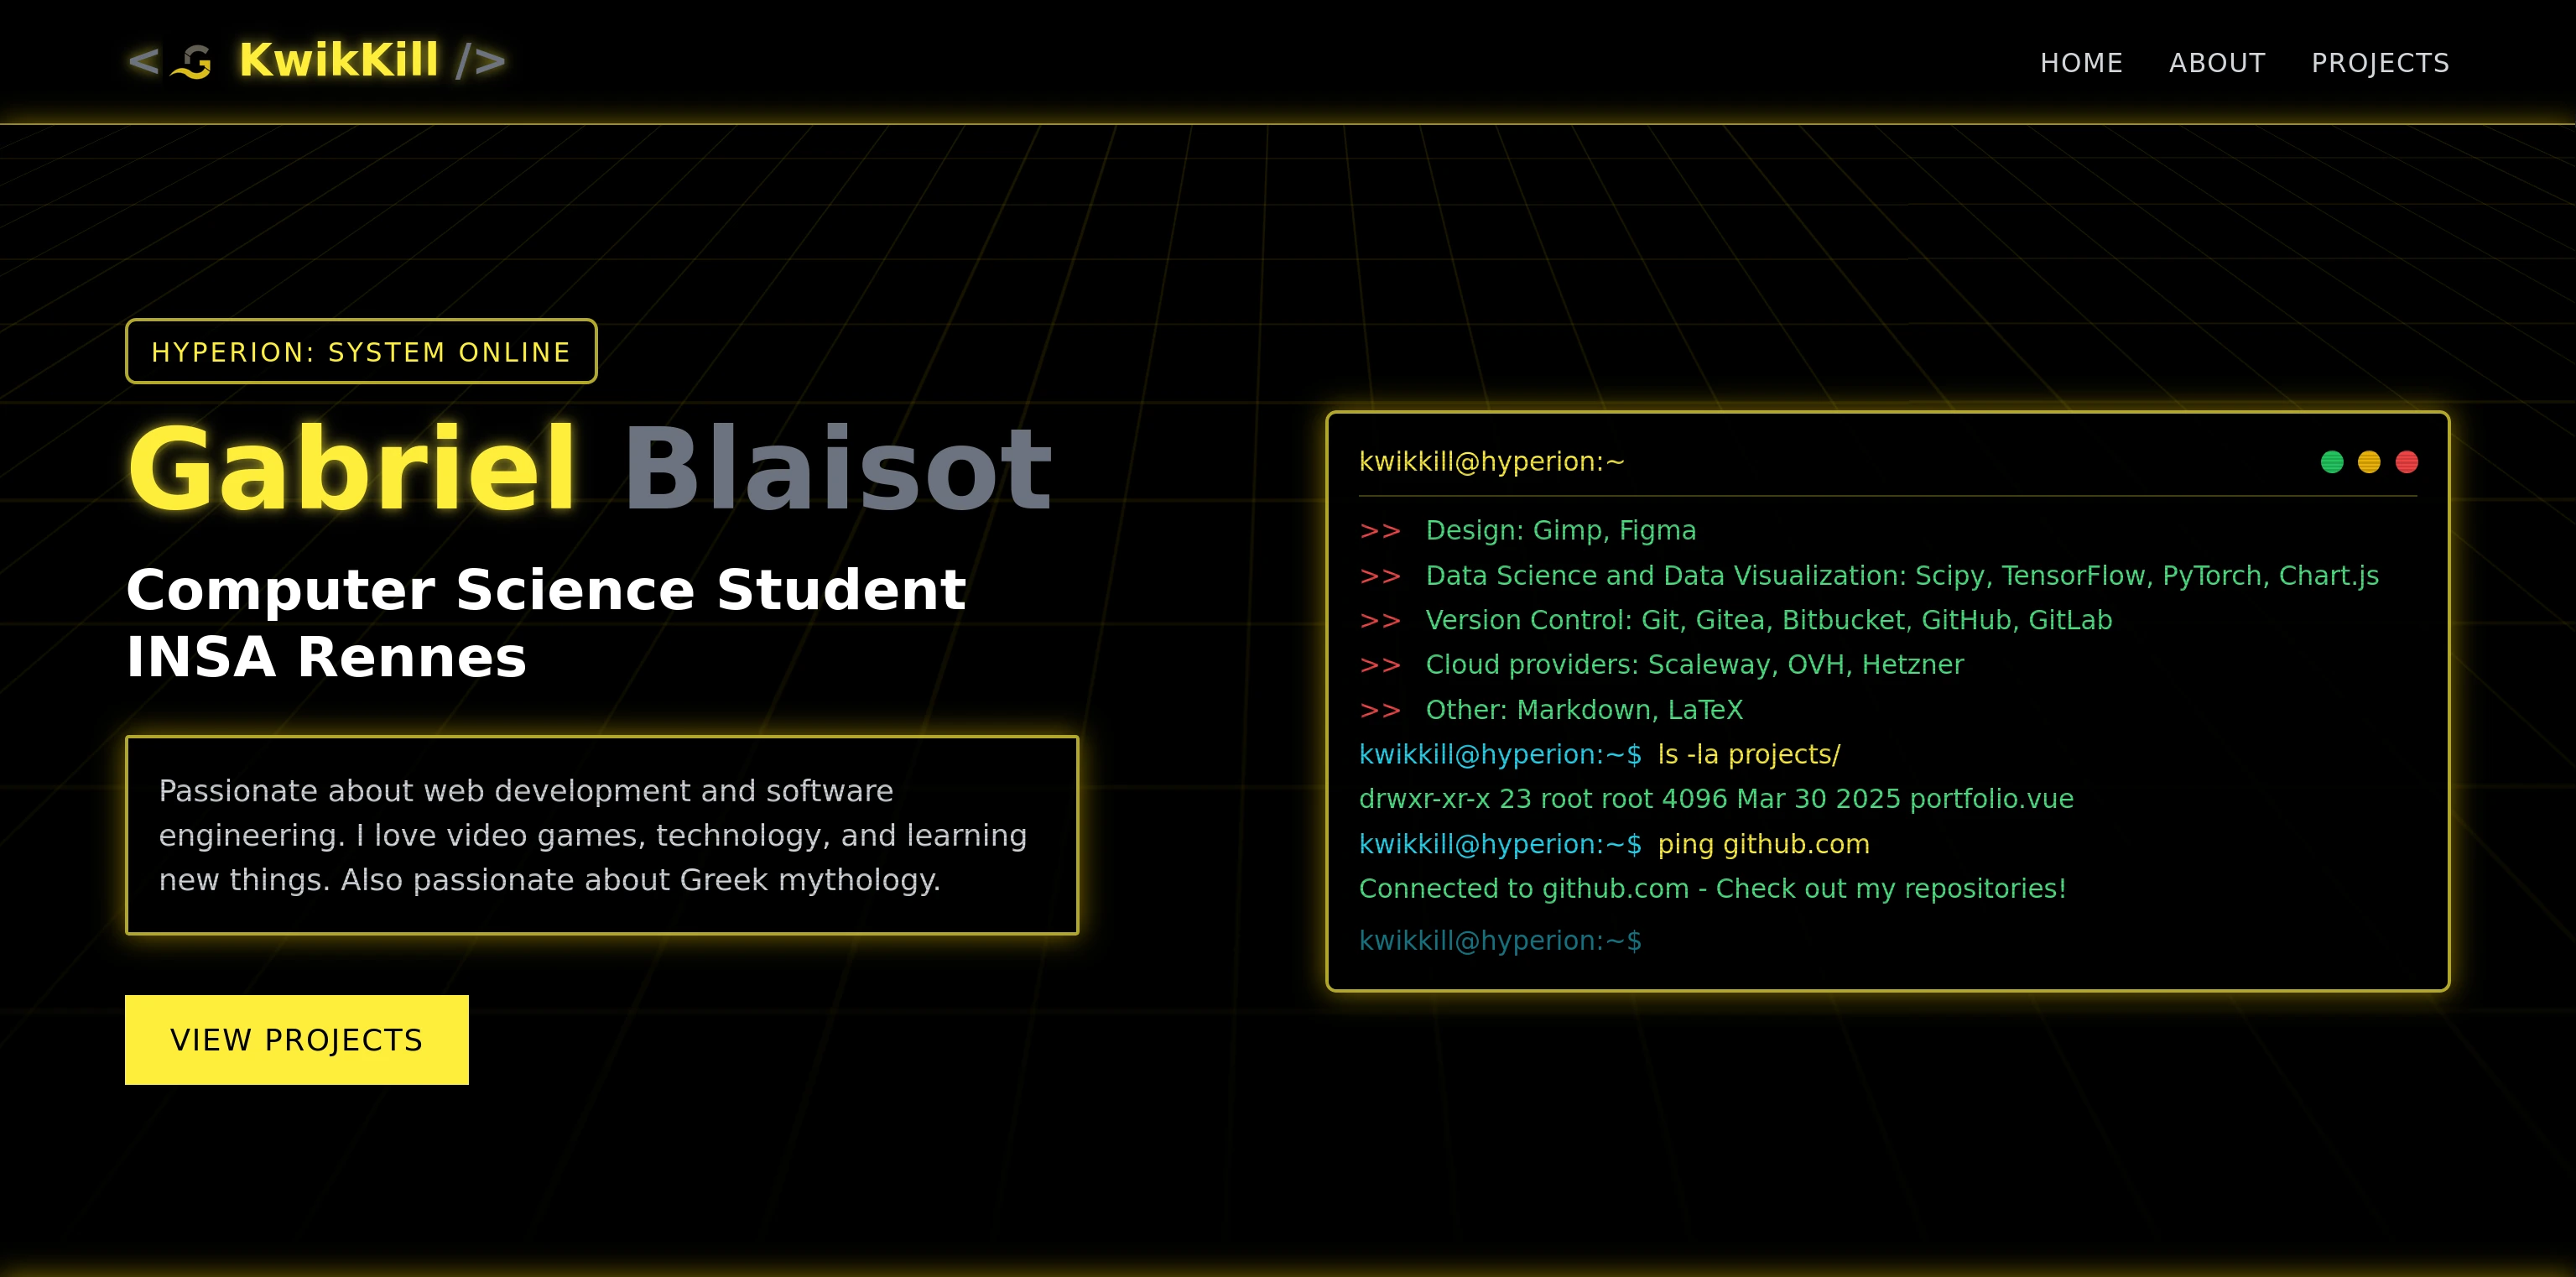 < G KwikKill />
HOME ABOUT PROJECTS
HYPERION: SYSTEM ONLINE
Gabriel Blaisot
Computer Science Student
INSA Rennes
Passionate about web development and software
engineering. I love video games, technology, and learning
new things. Also passionate about Greek mythology.
VIEW PROJECTS
kwikkill@hyperion:~
>> Design: Gimp, Figma
>> Data Science and Data Visualization: Scipy, TensorFlow, PyTorch, Chart.js
>> Version Control: Git, Gitea, Bitbucket, GitHub, GitLab
>> Cloud providers: Scaleway, OVH, Hetzner
>> Other: Markdown, LaTeX
kwikkill@hyperion:~$ ls -la projects/
drwxr-xr-x 23 root root 4096 Mar 30 2025 portfolio.vue
kwikkill@hyperion:~$ ping github.com
Connected to github.com - Check out my repositories!
kwikkill@hyperion:~$